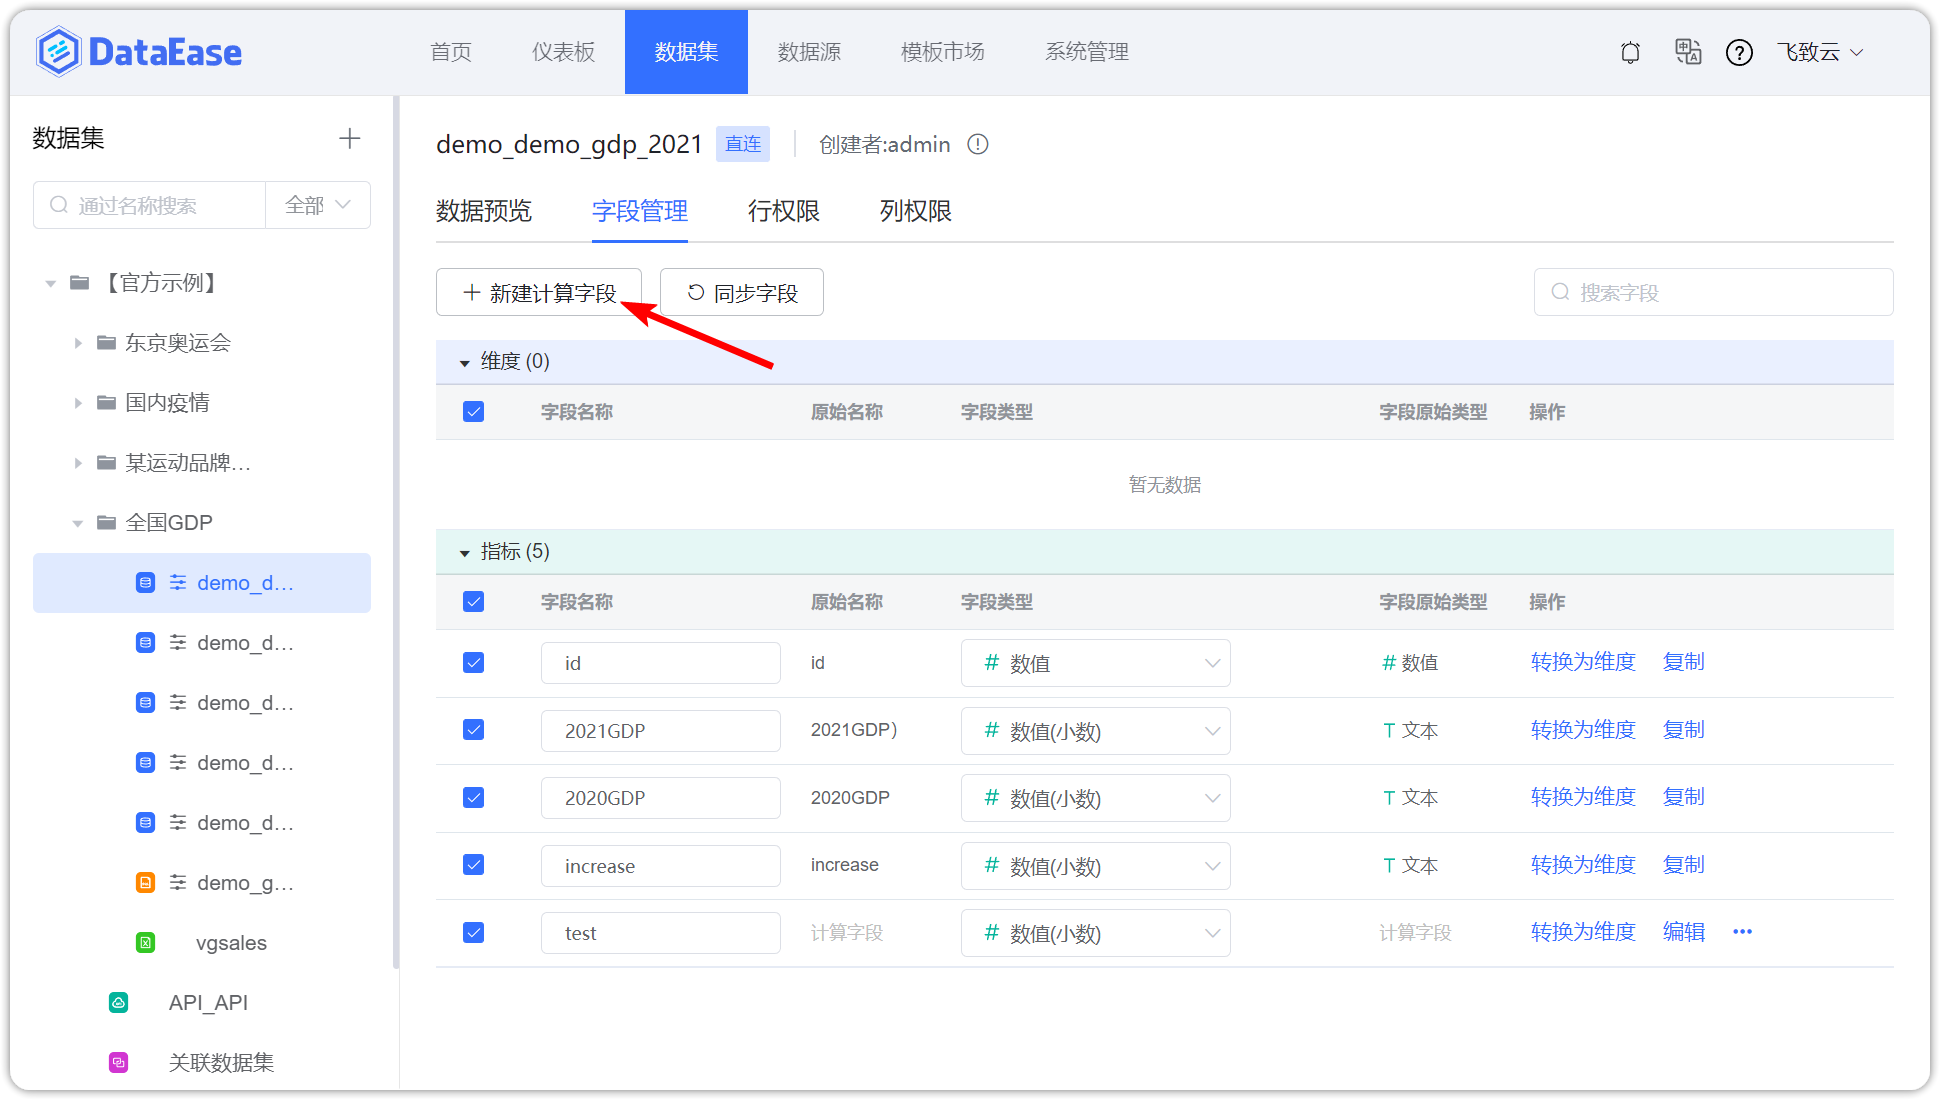 DataEase 首页 仪表板 数据集 数据源 模板市场 系统管理 飞致云
数据集
通过名称搜索 全部
【官方示例】
东京奥运会
国内疫情
某运动品牌...
全国GDP
demo_d...
demo_d...
demo_d...
demo_d...
demo_d...
demo_g...
vgsales
API_API
关联数据集
demo_demo_gdp_2021 直连 创建者:admin
数据预览 字段管理 行权限 列权限
新建计算字段 同步字段 搜索字段
维度 (0)
字段名称 原始名称 字段类型 字段原始类型 操作
暂无数据
指标 (5)
字段名称 原始名称 字段类型 字段原始类型 操作
id id # 数值 # 数值 转换为维度 复制
2021GDP 2021GDP） # 数值(小数) T 文本 转换为维度 复制
2020GDP 2020GDP # 数值(小数) T 文本 转换为维度 复制
increase increase # 数值(小数) T 文本 转换为维度 复制
test 计算字段 # 数值(小数) 计算字段 转换为维度 编辑 ...